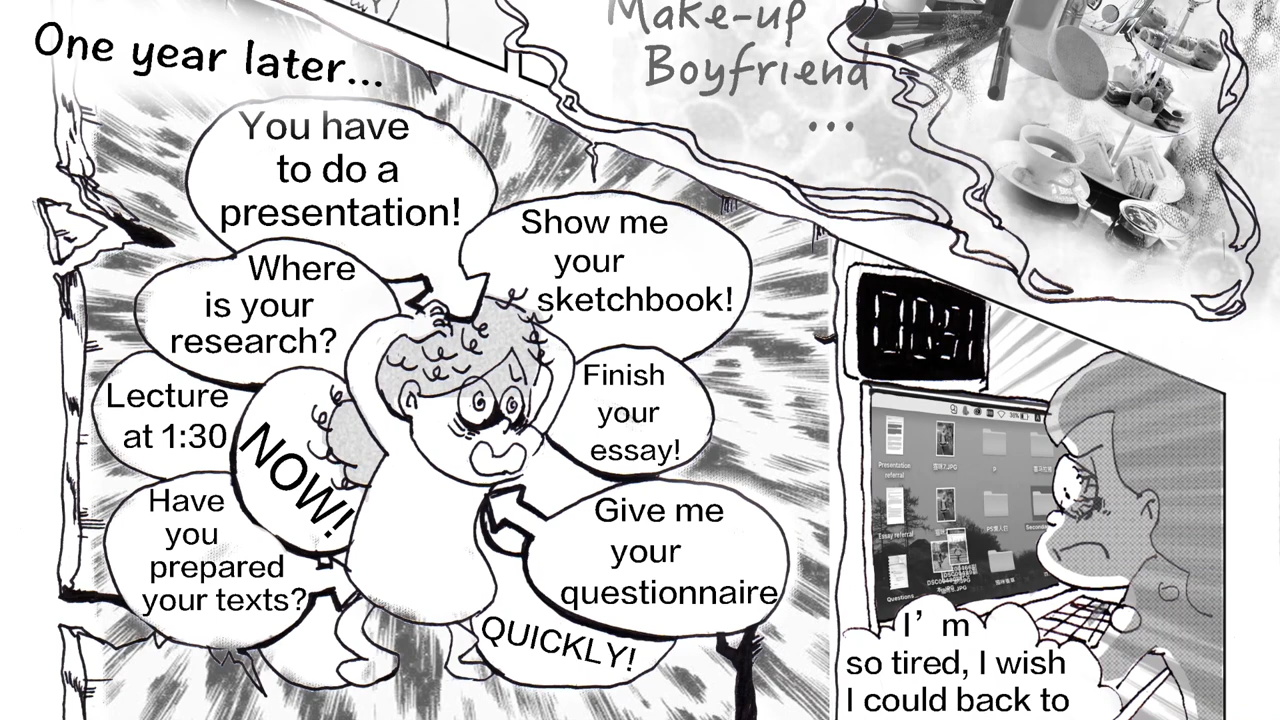 Make-up
Boyfriend
...
One year later...
You have
to do a
presentation!
Show me
your
sketchbook!
Where
is your
research?
Finish
your
essay!
Lecture
at 1:30
NOW!
Have
you
prepared
your texts?
Give me
your
questionnaire
QUICKLY!
Presentation
referral
Essay referral
Questions
I’m
so tired, I wish
I could back to